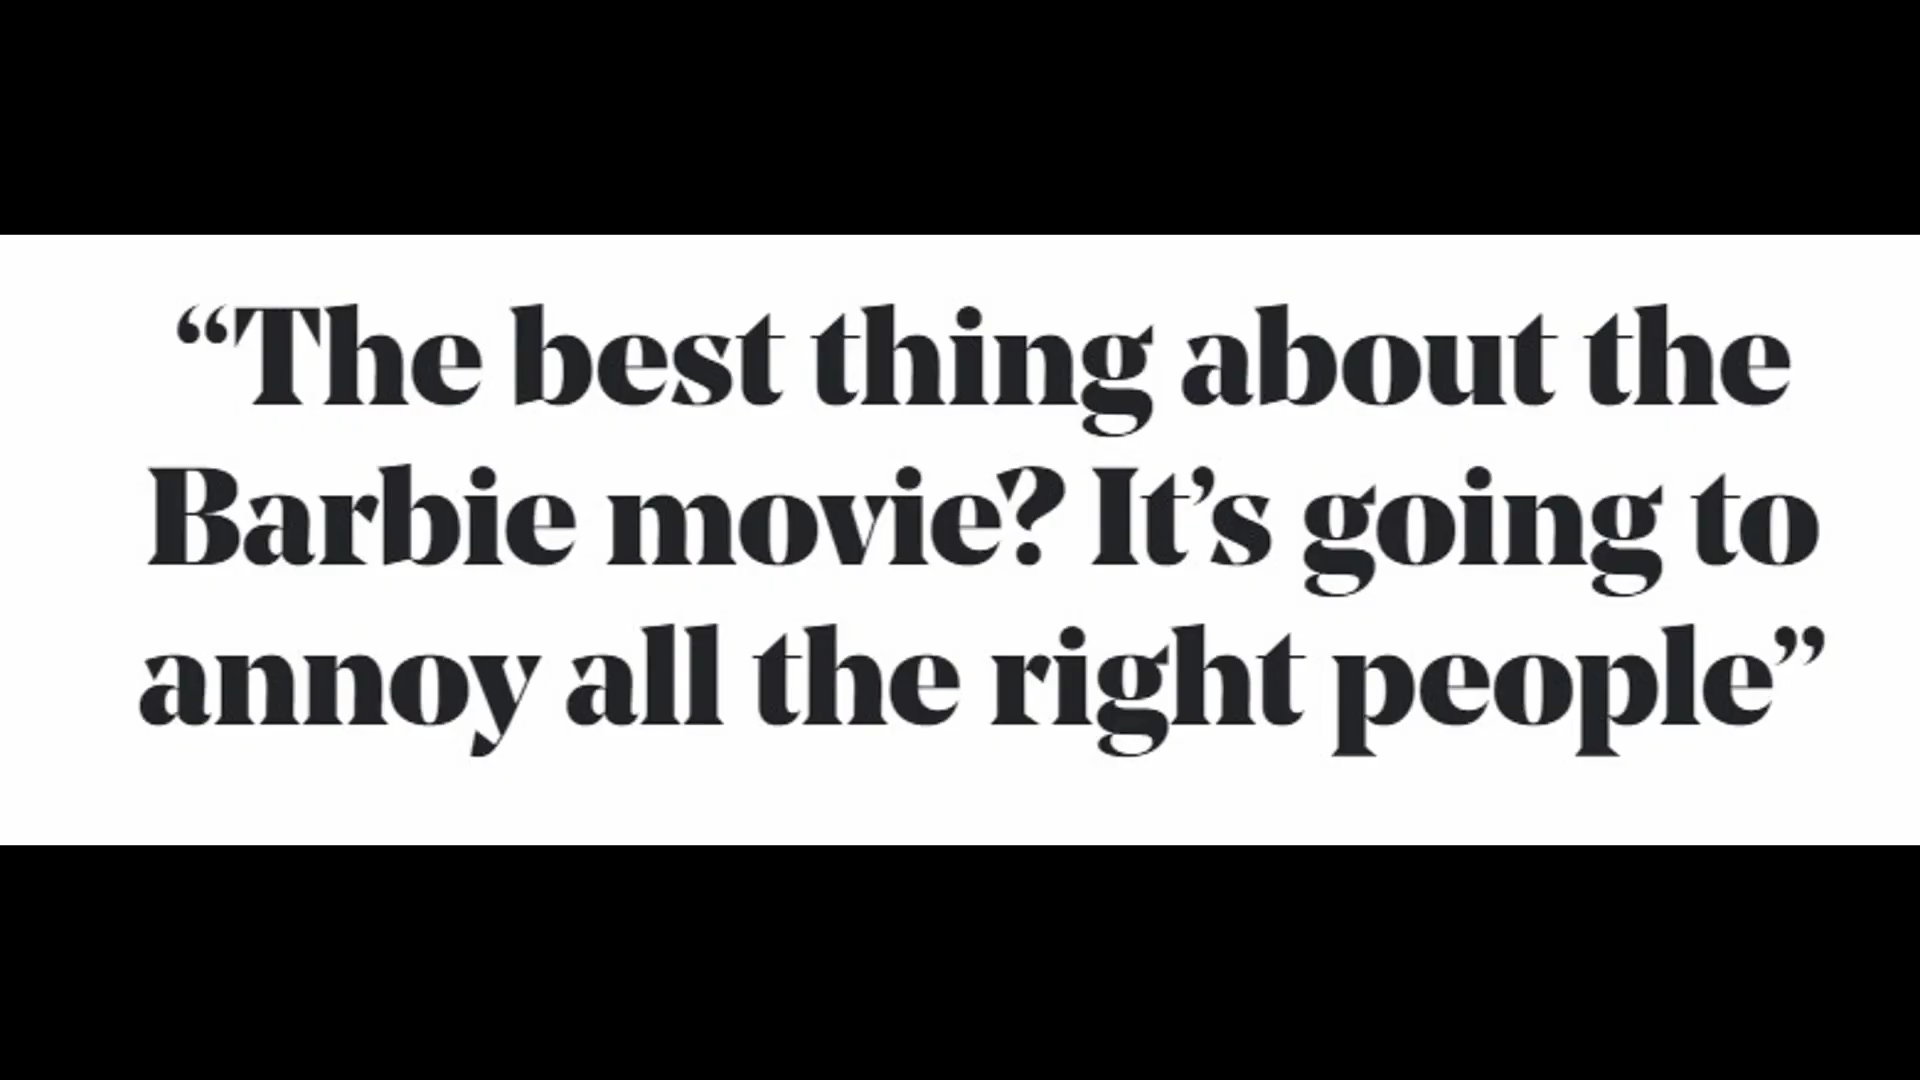 “The best thing about the
Barbie movie? It’s going to
annoy all the right people”